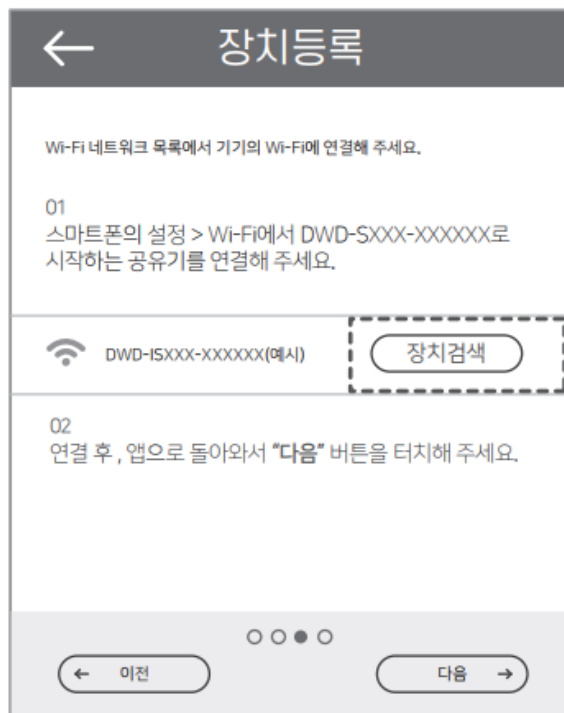 장치등록
Wi-Fi 네트워크 목록에서 기기의 Wi-Fi에 연결해 주세요.
01
스마트폰의 설정 > Wi-Fi에서 DWD-SXXX-XXXXXX로
시작하는 공유기를 연결해 주세요.
DWD-ISXXX-XXXXXX(예시)
장치검색
02
연결 후 , 앱으로 돌아와서 "다음" 버튼을 터치해 주세요.
← 이전
다음 →